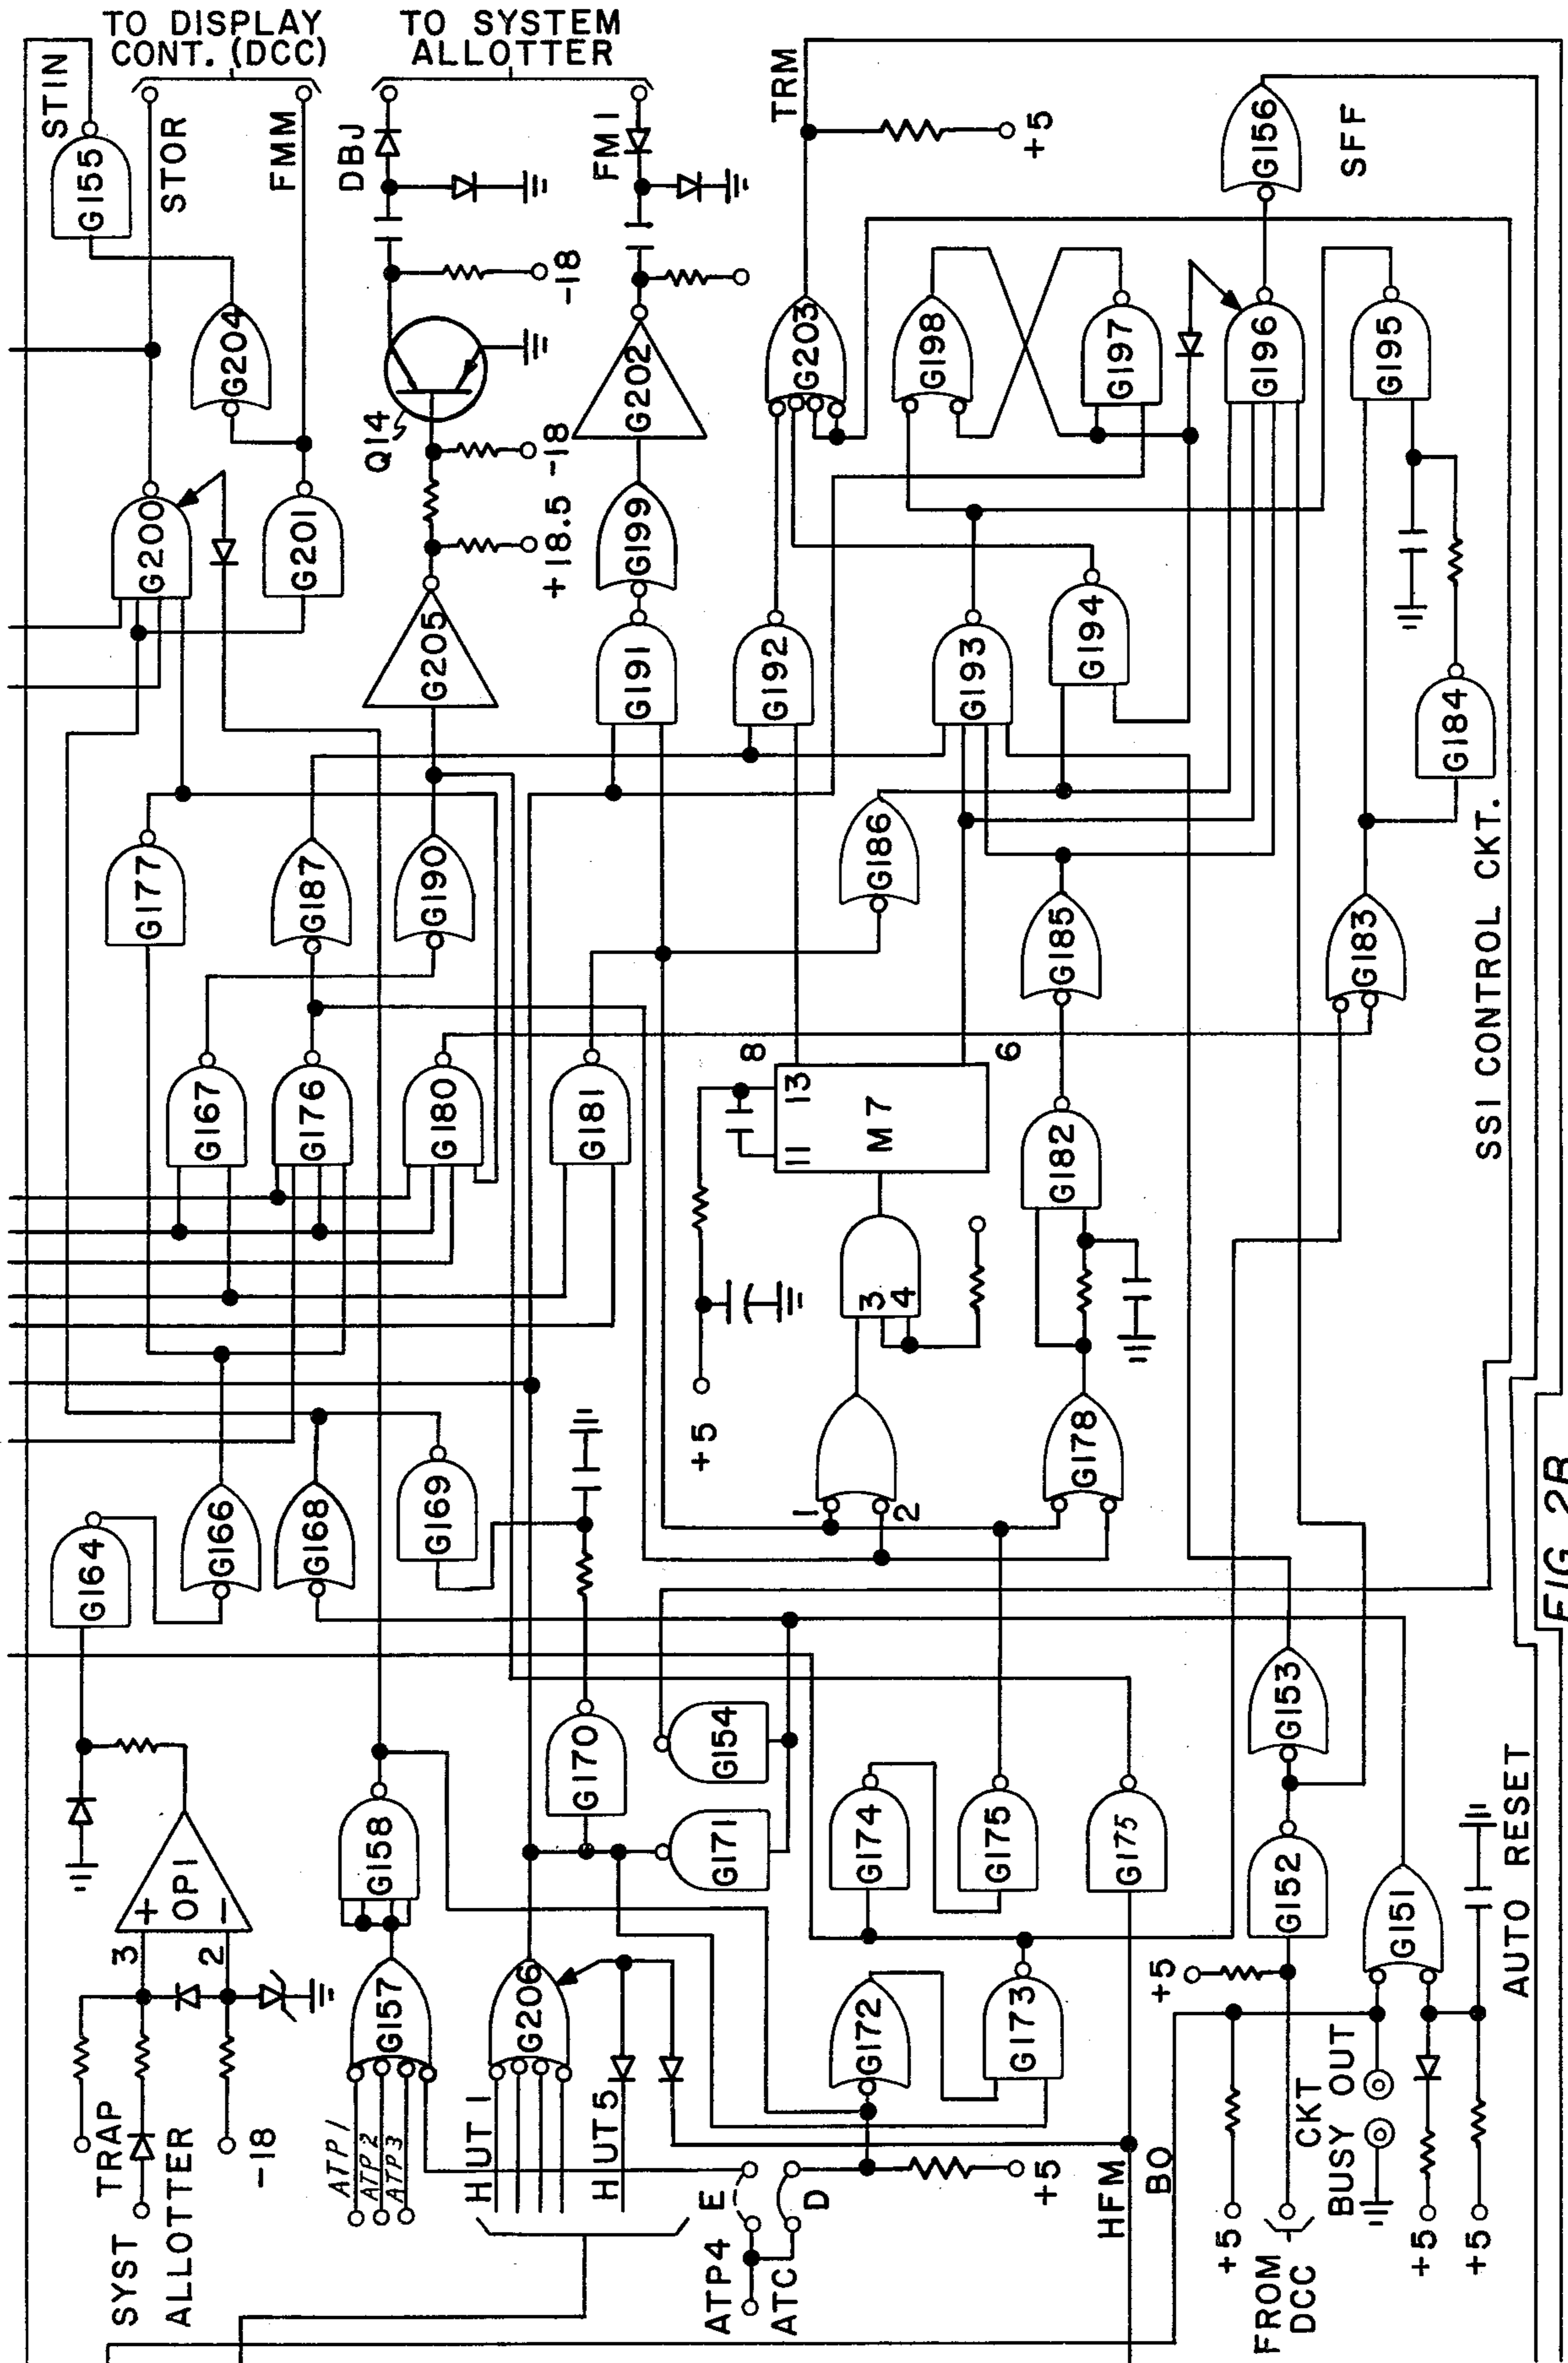 TO DISPLAY
CONT. (DCC)
TO SYSTEM
ALLOTTER
STIN
STOR
FMM
DBJ
FM1
TRM
+5
G155
G156
SFF
G204
-18
G203
G198
G197
G196
G195
Q14
G202
-18
G200
G201
+18.5
G199
G205
G191
G192
G193
G194
G184
G177
G187
G190
G186
G185
G183
SSI CONTROL CKT.
G167
G176
G180
G181
8
13
11
M7
6
G182
3
4
+5
G178
1
2
G164
G166
G168
G169
FIG. 2B
G170
G154
G171
G174
G175
G175
G153
G152
G151
AUTO RESET
OP1
+
-
3
2
G158
G157
G206
G172
G173
+5
SYST TRAP
ALLOTTER
-18
ATP1
ATP2
ATP3
HUT1
HUT5
ATP4
ATC
E
D
+5
HFM
BO
+5
FROM
DCC
CKT
BUSY OUT
+5
+5